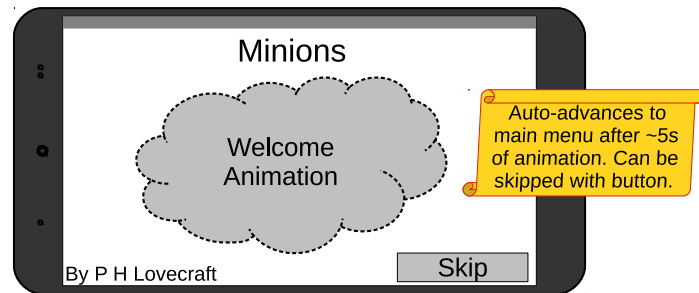 Minions
Welcome
Animation
Auto-advances to
main menu after ~5s
of animation. Can be
skipped with button.
By P H Lovecraft
Skip